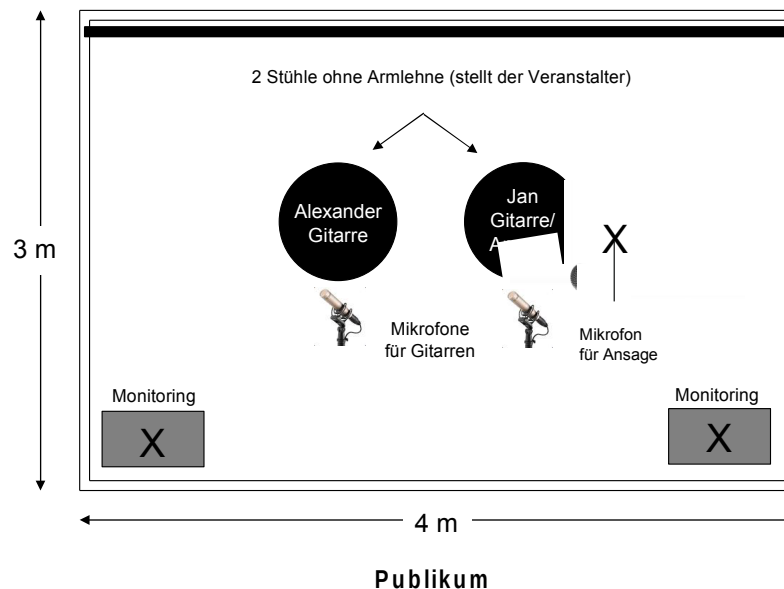 2 Stühle ohne Armlehne (stellt der Veranstalter)
Alexander
Gitarre
Jan
Gitarre/
X
3 m
Mikrofone
für Gitarren
Mikrofon
für Ansage
Monitoring
X
Monitoring
X
4 m
Publikum